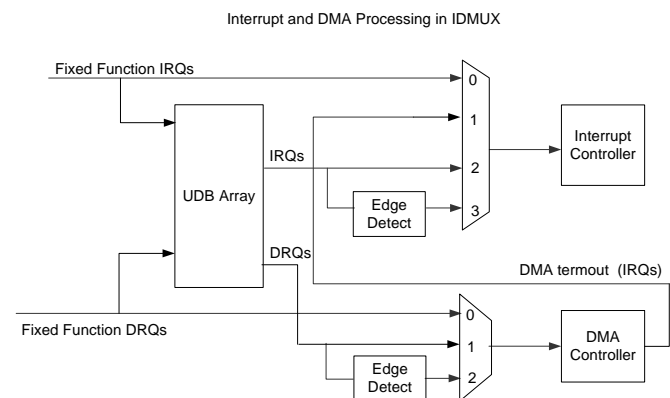 Interrupt and DMA Processing in IDMUX
Fixed Function IRQs
0
1
2
3
UDB Array
IRQs
Edge
Detect
Interrupt
Controller
DRQs
DMA termout (IRQs)
Fixed Function DRQs
0
1
2
Edge
Detect
DMA
Controller